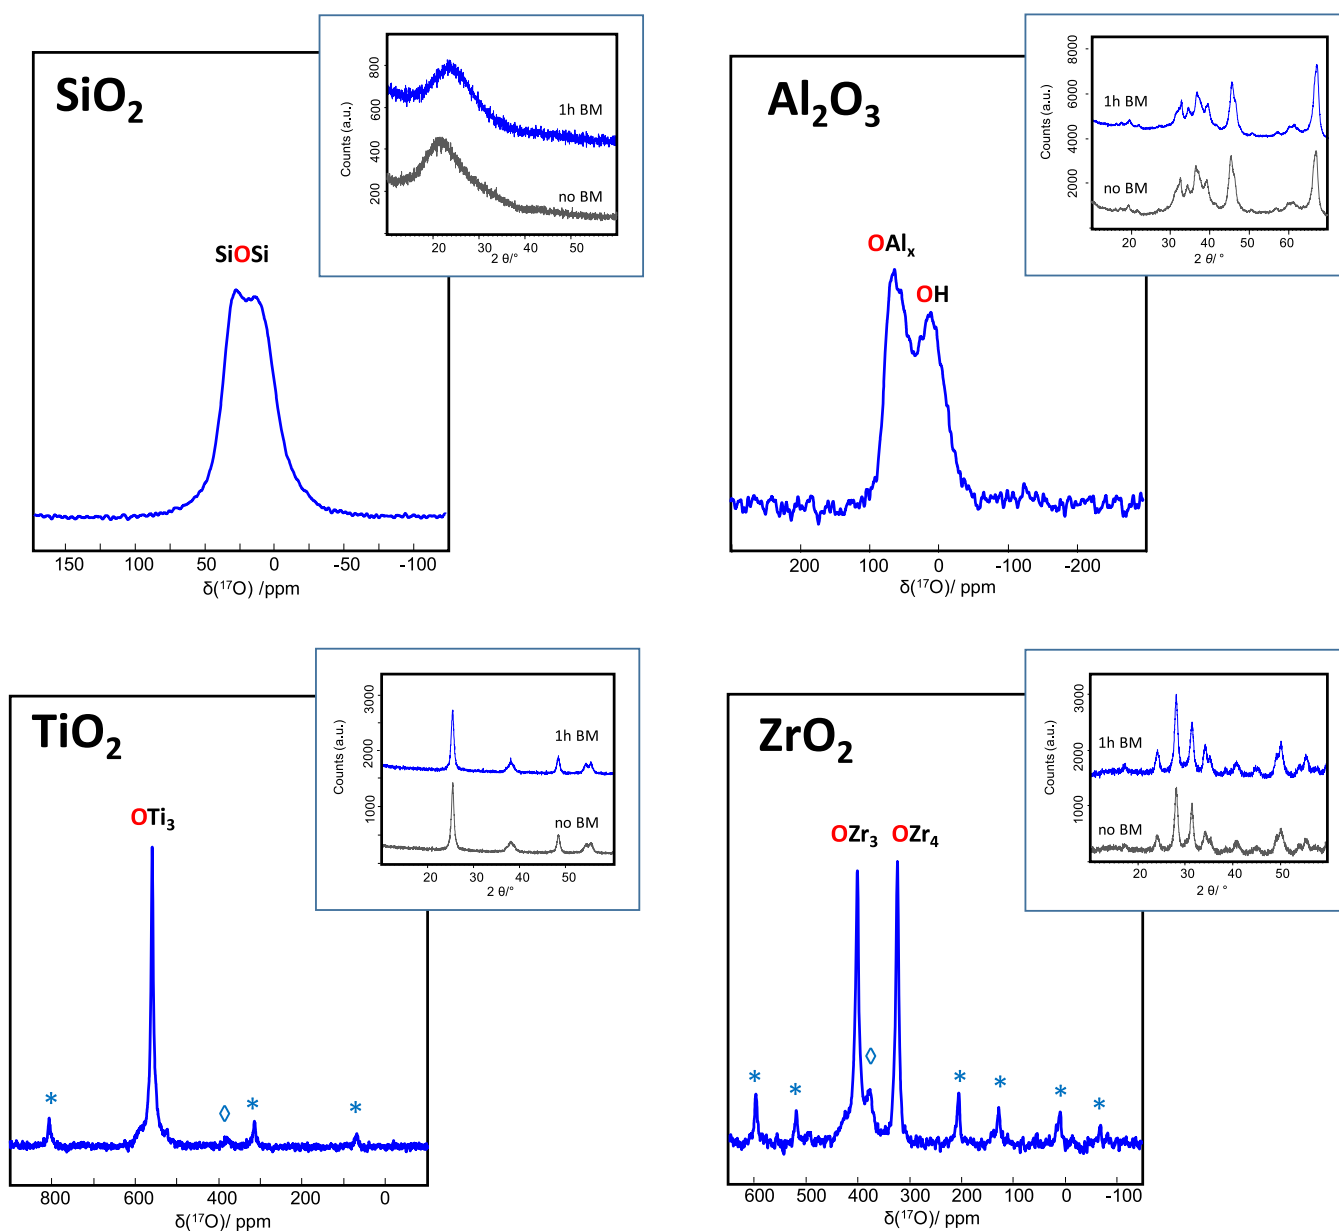 SiO₂
SiOSi
150 100 50 0 -50 -100
δ(¹⁷O) /ppm
Counts (a.u.)
800
600
400
200
1h BM
no BM
20 30 40 50
2 θ/°
Al₂O₃
OAlₓ
OH
200 100 0 -100 -200
δ(¹⁷O)/ ppm
Counts (a.u.)
8000
6000
4000
2000
1h BM
no BM
20 30 40 50 60
2 θ/ °
TiO₂
OTi₃
* ◊ * *
800 600 400 200 0
δ(¹⁷O)/ ppm
Counts (a.u.)
3000
2000
1000
1h BM
no BM
20 30 40 50
2 θ/ °
ZrO₂
OZr₃ OZr₄
◊
* * * * * *
600 500 400 300 200 100 0 -100
δ(¹⁷O)/ ppm
Counts (a.u.)
3000
2000
1000
1h BM
no BM
20 30 40 50
2 θ/ °